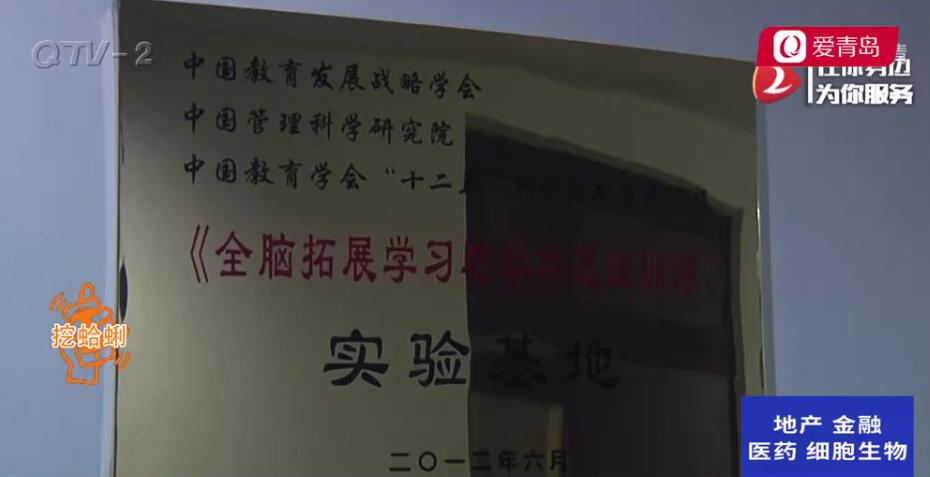 QTV-2
爱青岛
为你服务
中国教育发展战略学会
中国管理科学研究院
中国教育学会“十二五”
《全脑拓展学习
训练
实验基地
二〇一二年六月
挖蛤蜊
地产 金融
医药 细胞生物